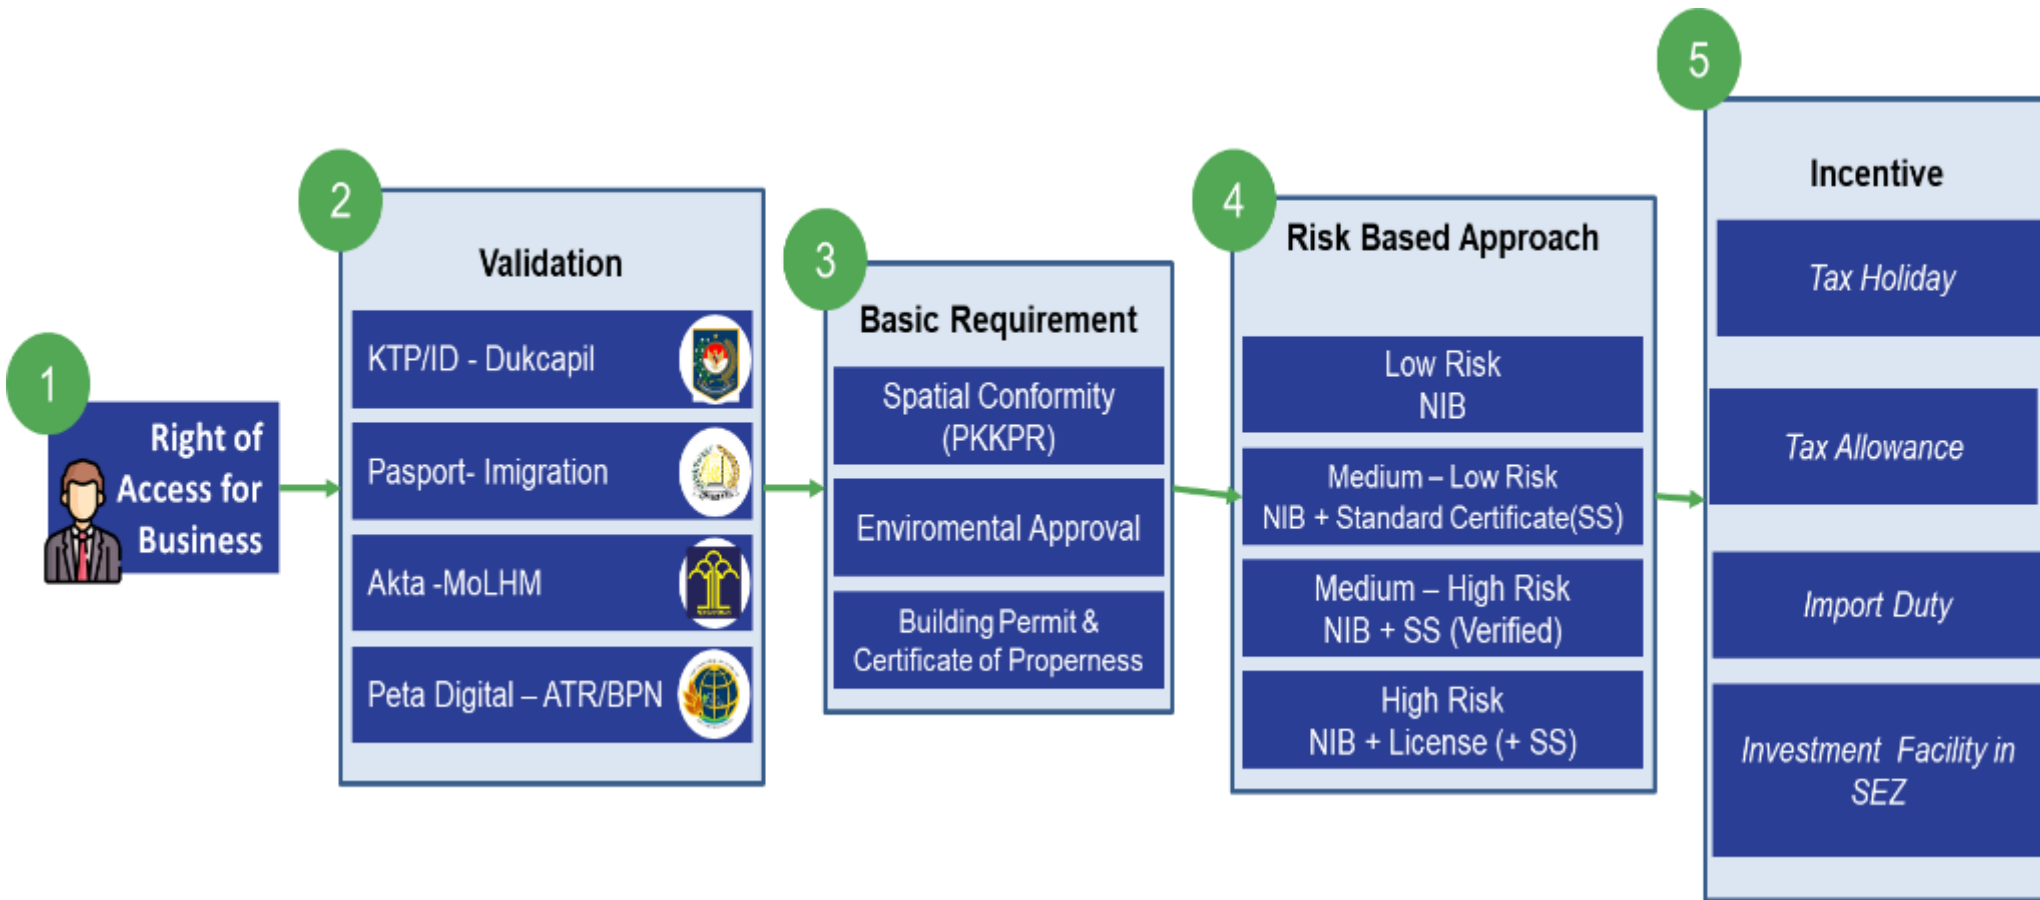 1
Right of
Access for
Business
2
Validation
KTP/ID - Dukcapil
Pasport- Imigration
Akta -MoLHM
Peta Digital – ATR/BPN
3
Basic Requirement
Spatial Conformity
(PKKPR)
Enviromental Approval
Building Permit &
Certificate of Properness
4
Risk Based Approach
Low Risk
NIB
Medium – Low Risk
NIB + Standard Certificate(SS)
Medium – High Risk
NIB + SS (Verified)
High Risk
NIB + License (+ SS)
5
Incentive
Tax Holiday
Tax Allowance
Import Duty
Investment Facility in
SEZ